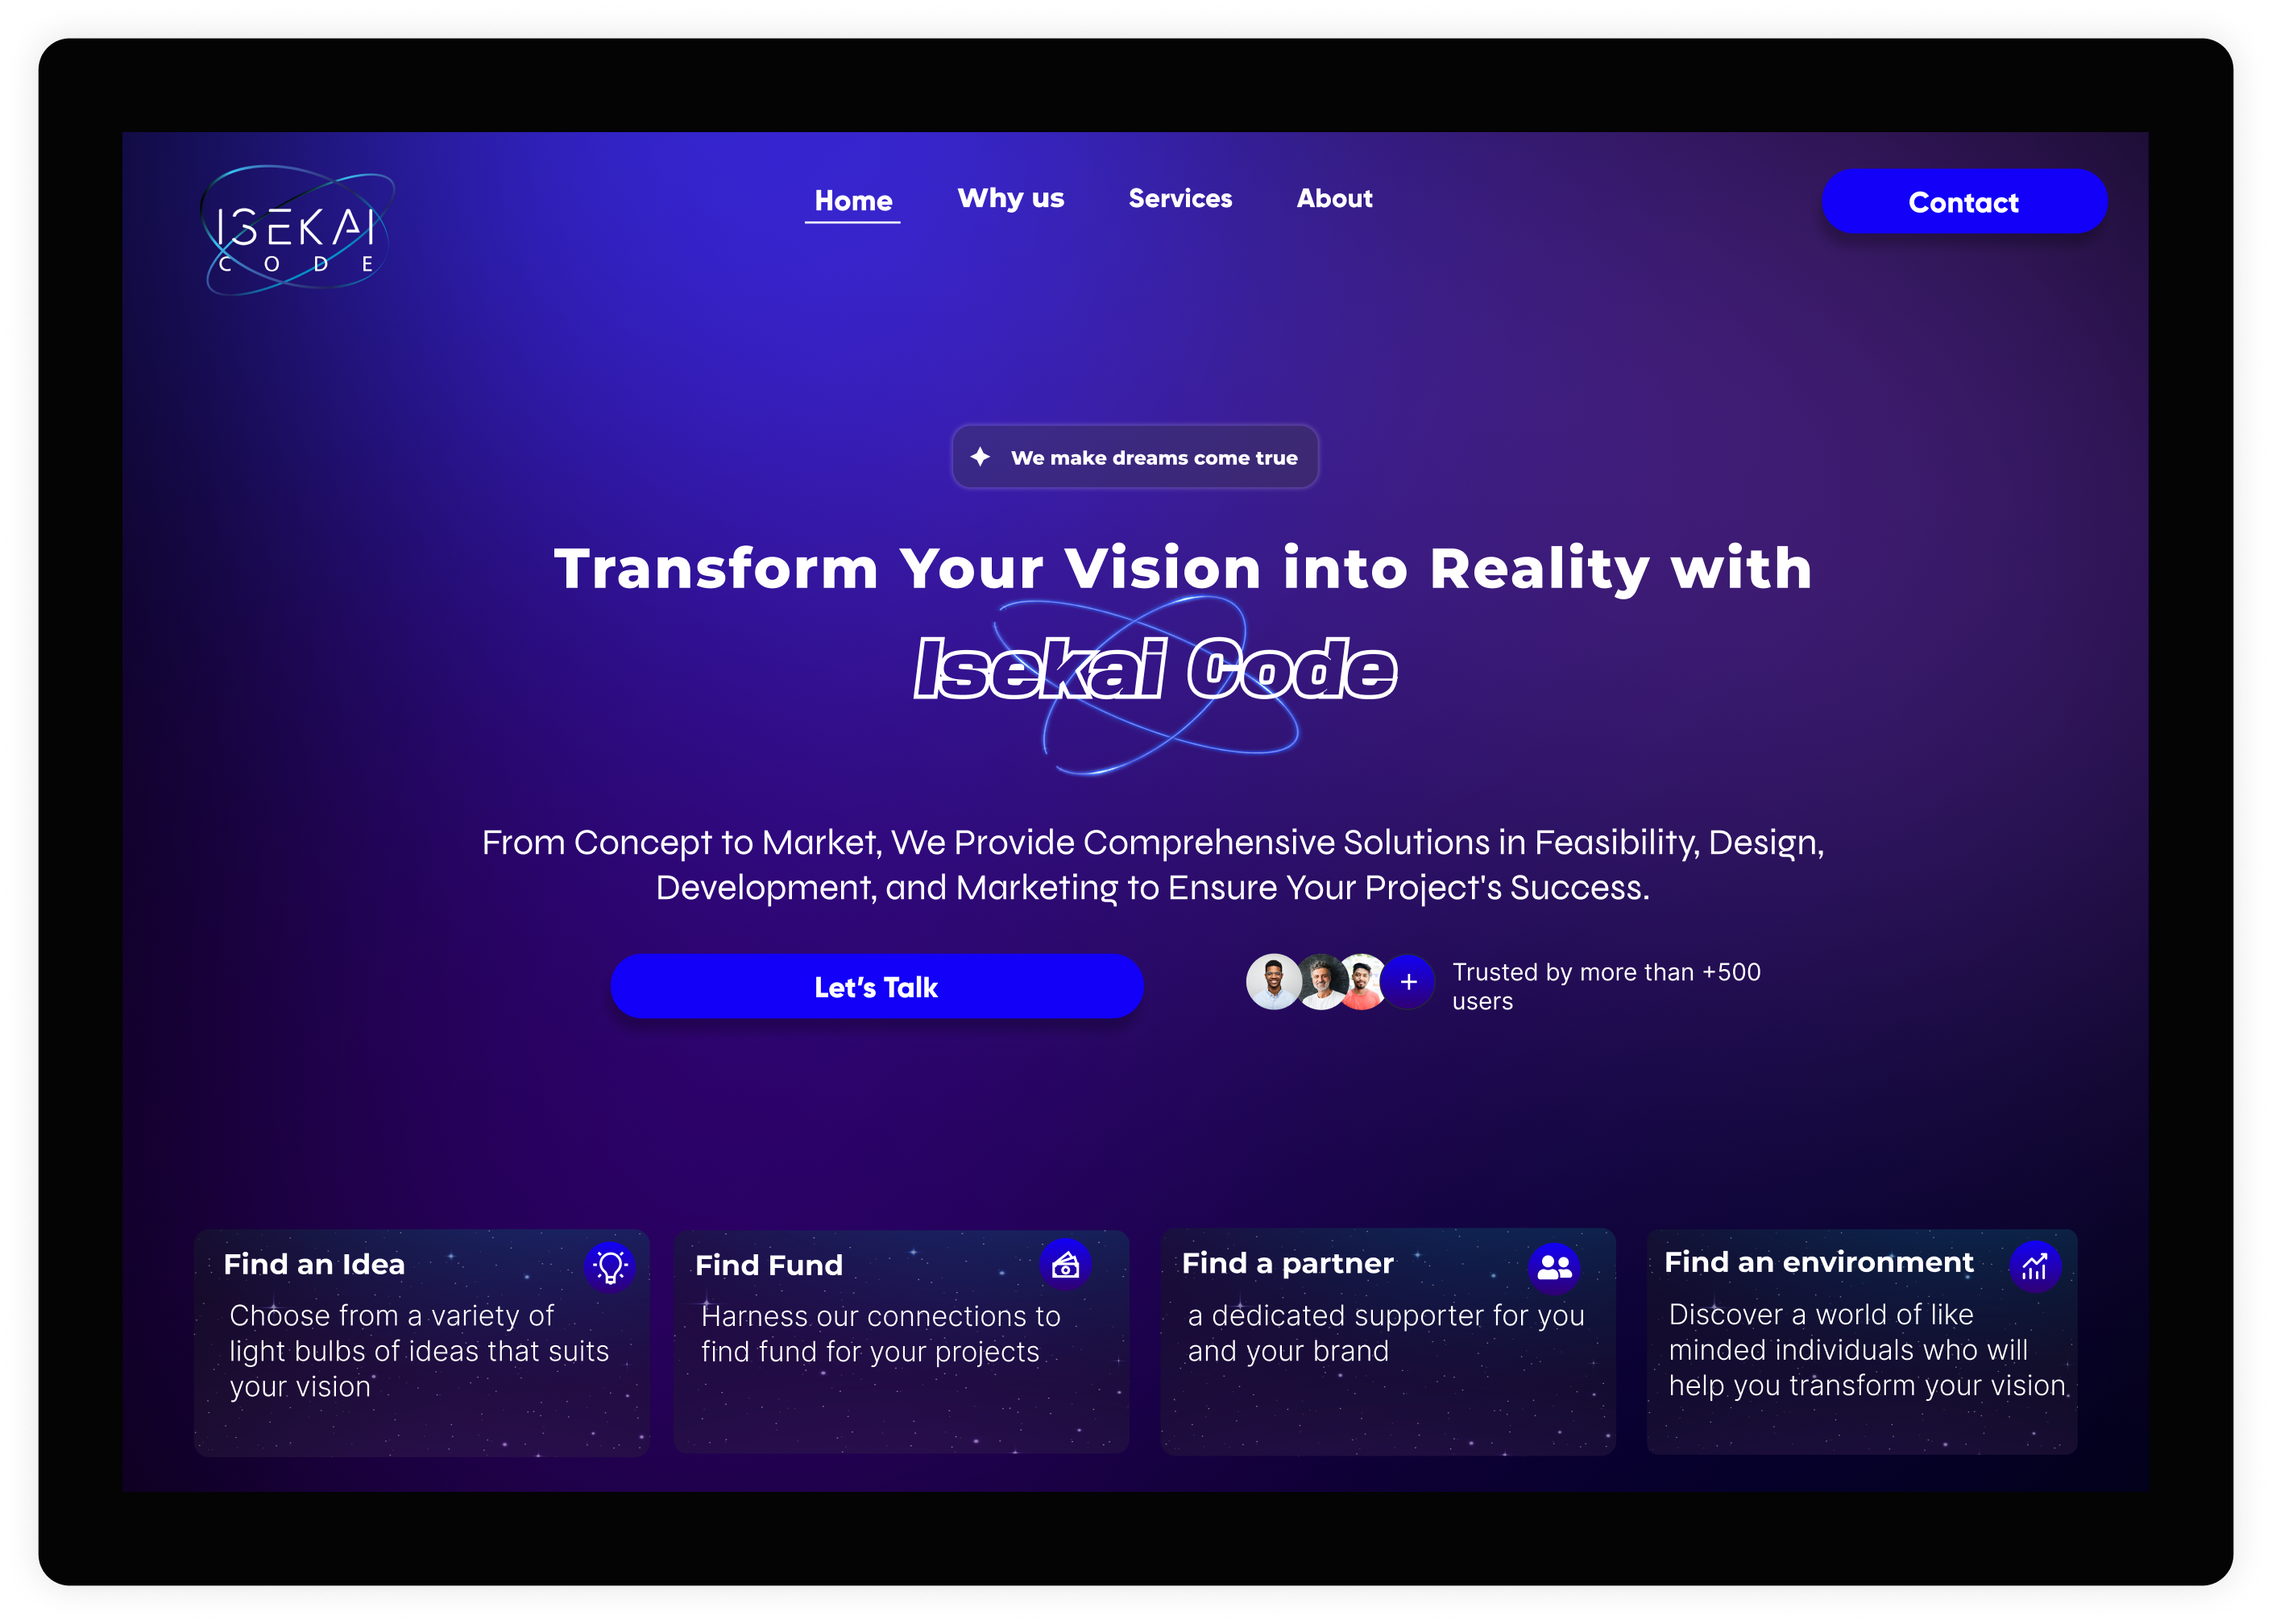 ISEKAI
CODE
Home Why us Services About Contact
We make dreams come true
Transform Your Vision into Reality with
Isekai Code
From Concept to Market, We Provide Comprehensive Solutions in Feasibility, Design,
Development, and Marketing to Ensure Your Project's Success.
Let’s Talk
Trusted by more than +500
users
Find an Idea
Choose from a variety of
light bulbs of ideas that suits
your vision
Find Fund
Harness our connections to
find fund for your projects
Find a partner
a dedicated supporter for you
and your brand
Find an environment
Discover a world of like
minded individuals who will
help you transform your vision